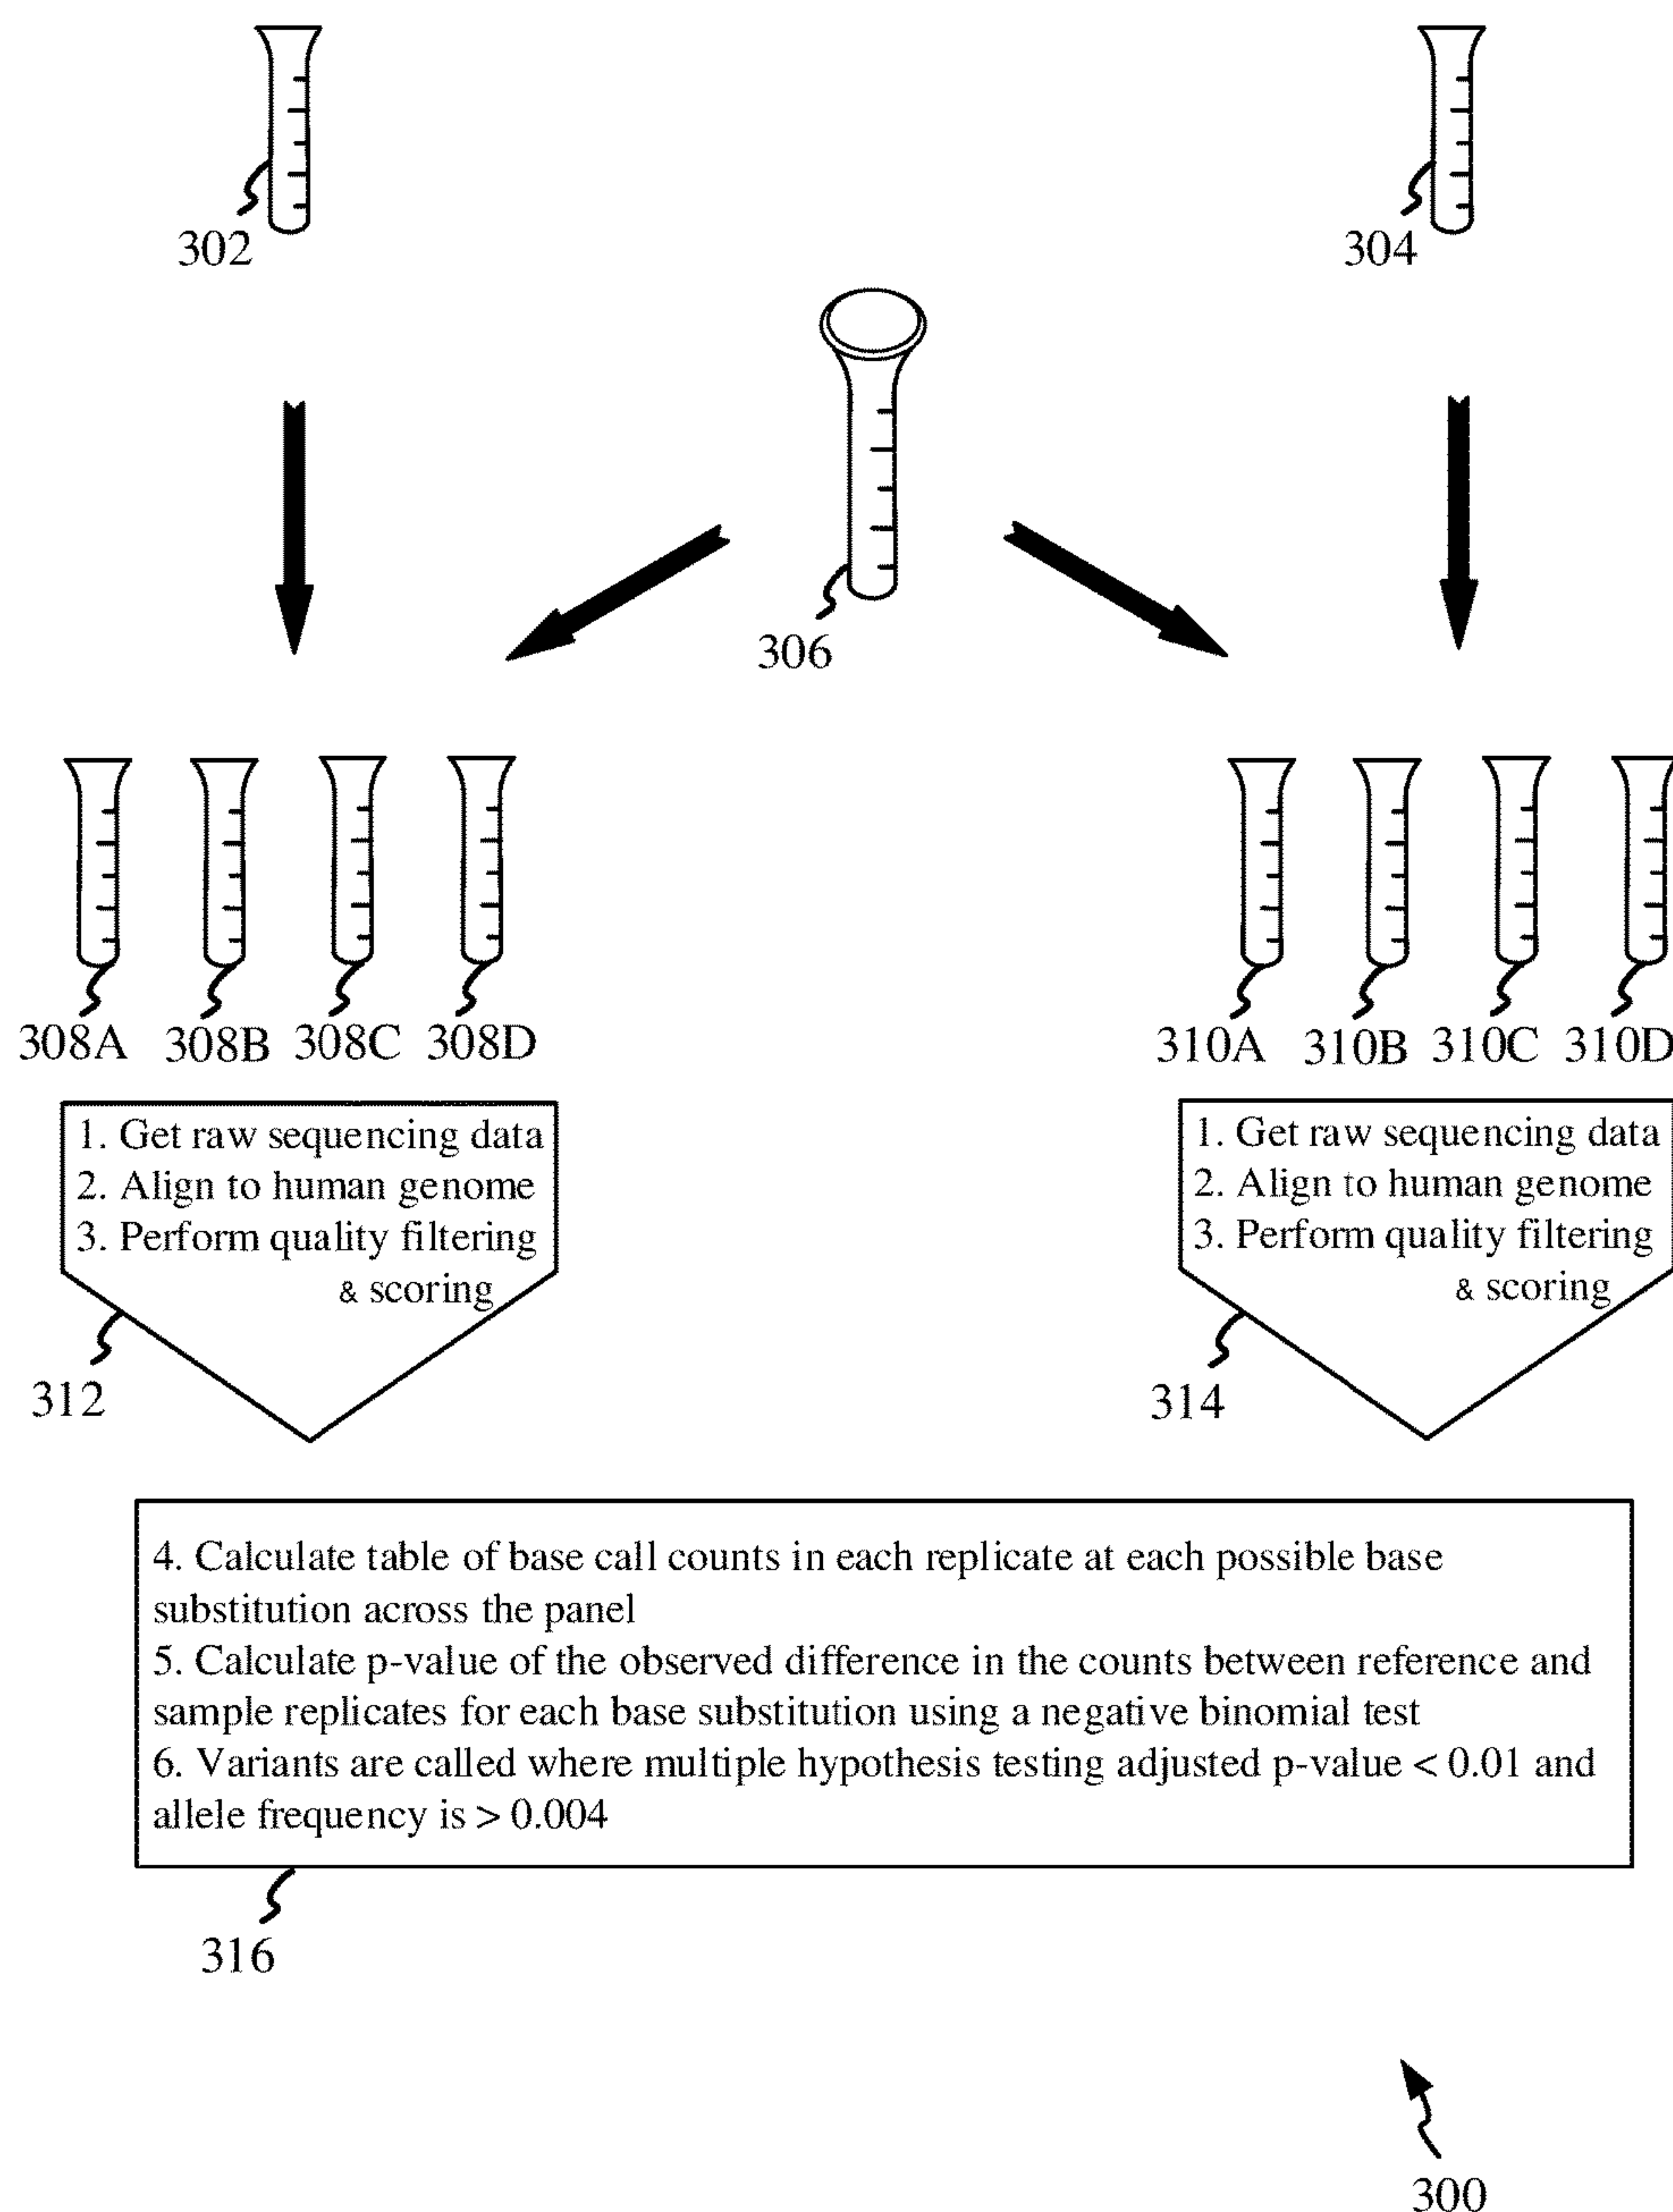 302
304
306
308A 308B 308C 308D
310A 310B 310C 310D
1. Get raw sequencing data
2. Align to human genome
3. Perform quality filtering
& scoring
312
1. Get raw sequencing data
2. Align to human genome
3. Perform quality filtering
& scoring
314
4. Calculate table of base call counts in each replicate at each possible base
substitution across the panel
5. Calculate p-value of the observed difference in the counts between reference and
sample replicates for each base substitution using a negative binomial test
6. Variants are called where multiple hypothesis testing adjusted p-value < 0.01 and
allele frequency is > 0.004
316
300